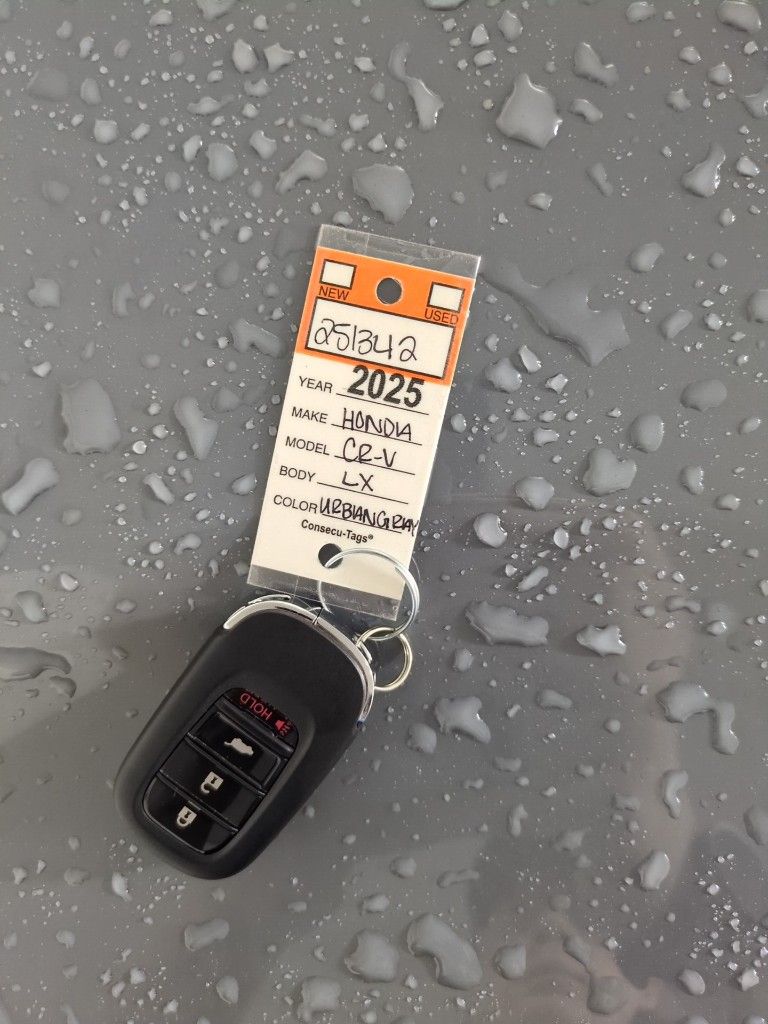 NEW USED
251342
YEAR 2025
MAKE HONDA
MODEL CR-V
BODY LX
COLOR URBANGRAY
Consecu-Tags®
HOLD